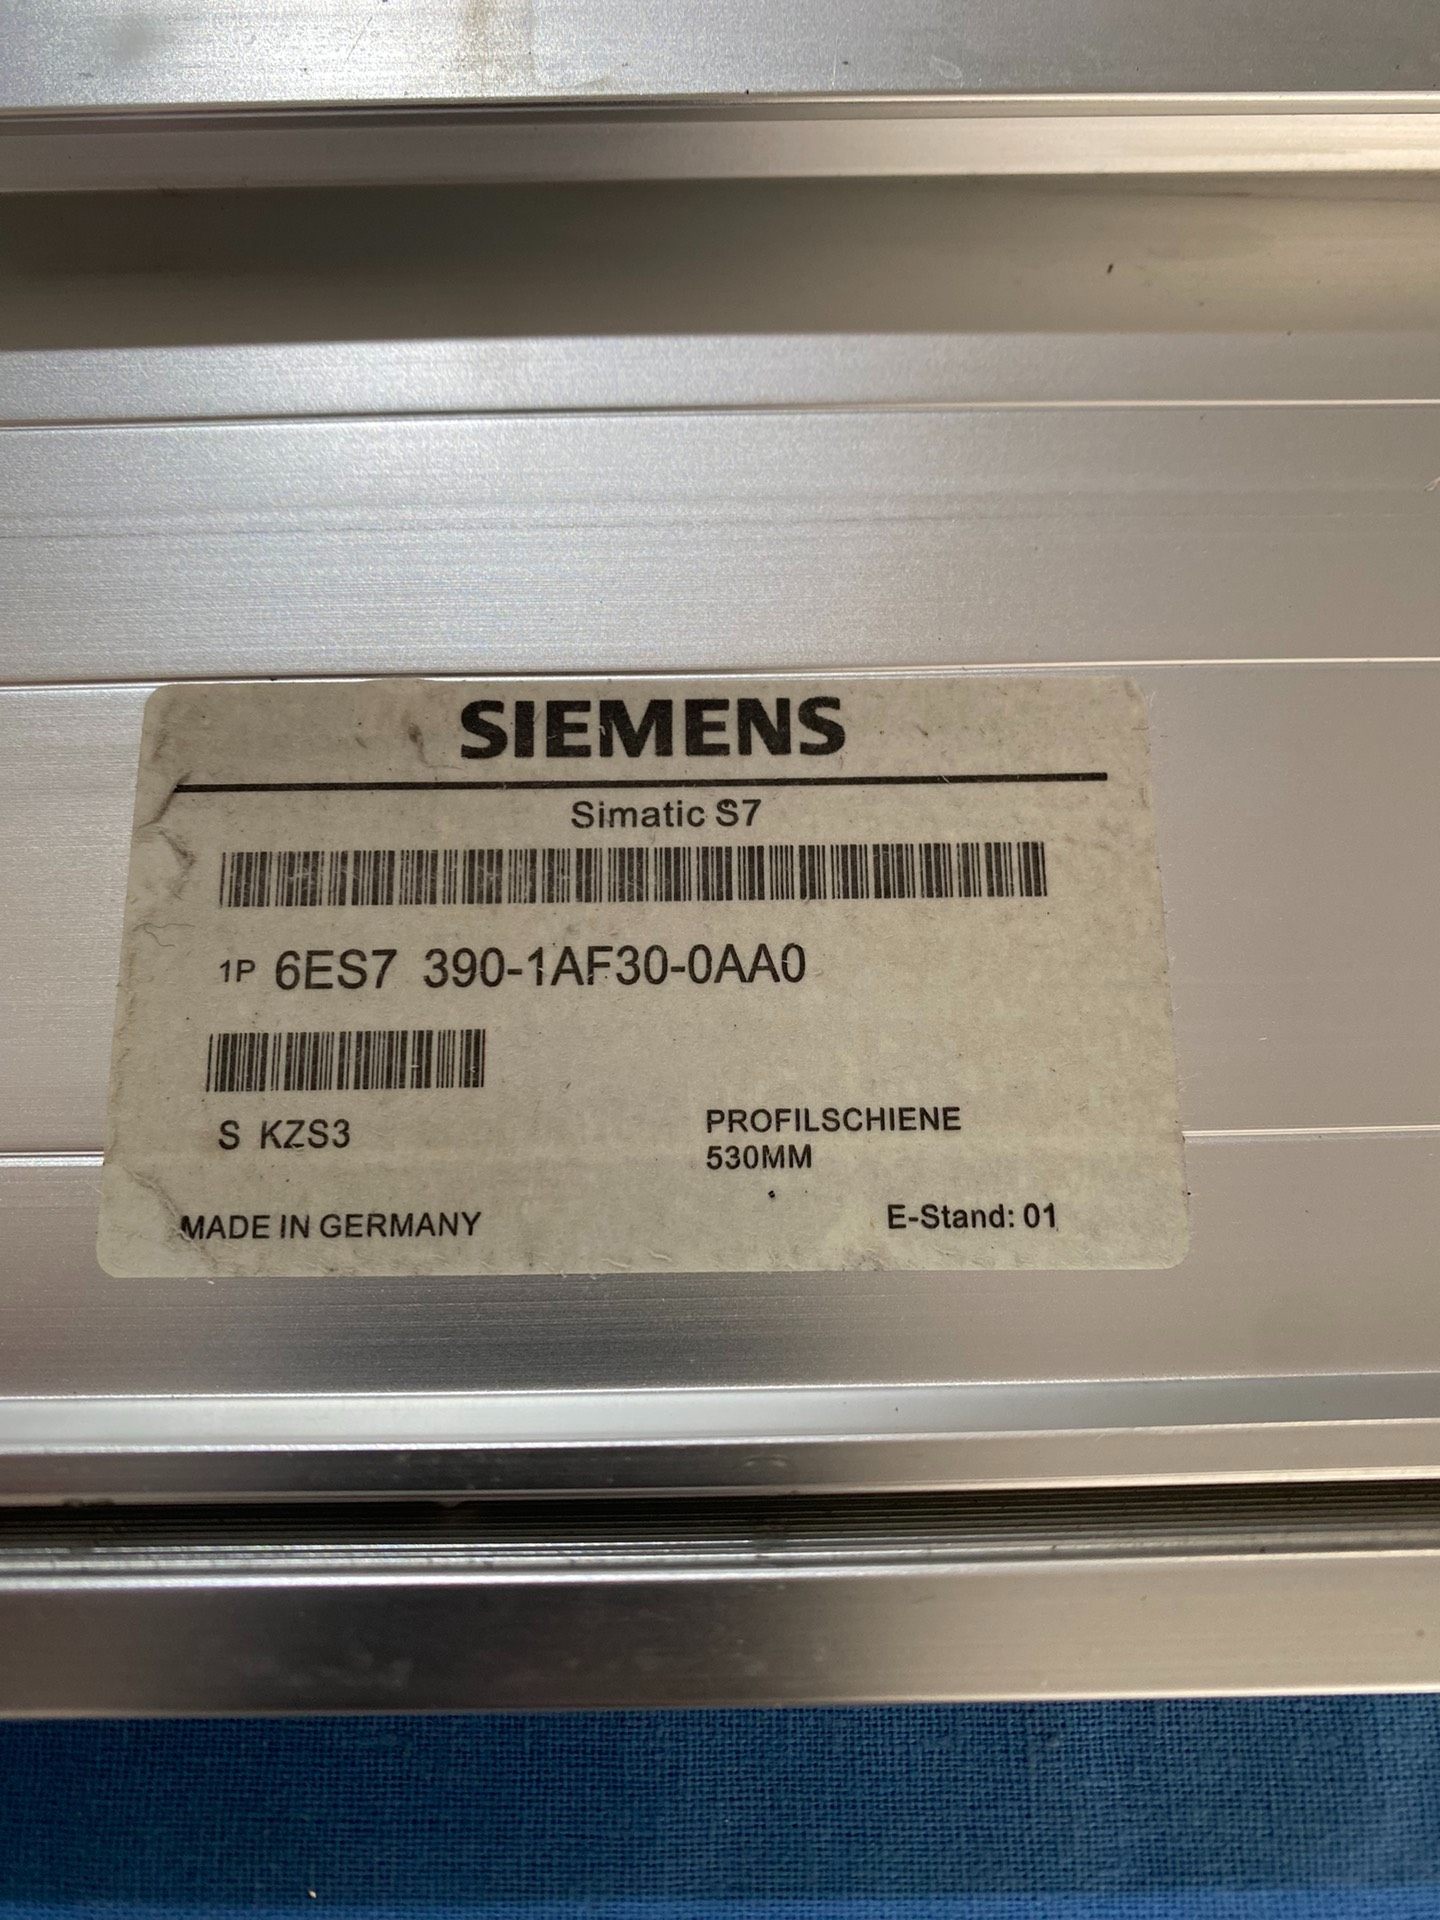 SIEMENS
Simatic S7
1P 6ES7 390-1AF30-0AA0
S KZS3
PROFILSCHIENE
530MM
MADE IN GERMANY
E-Stand: 01